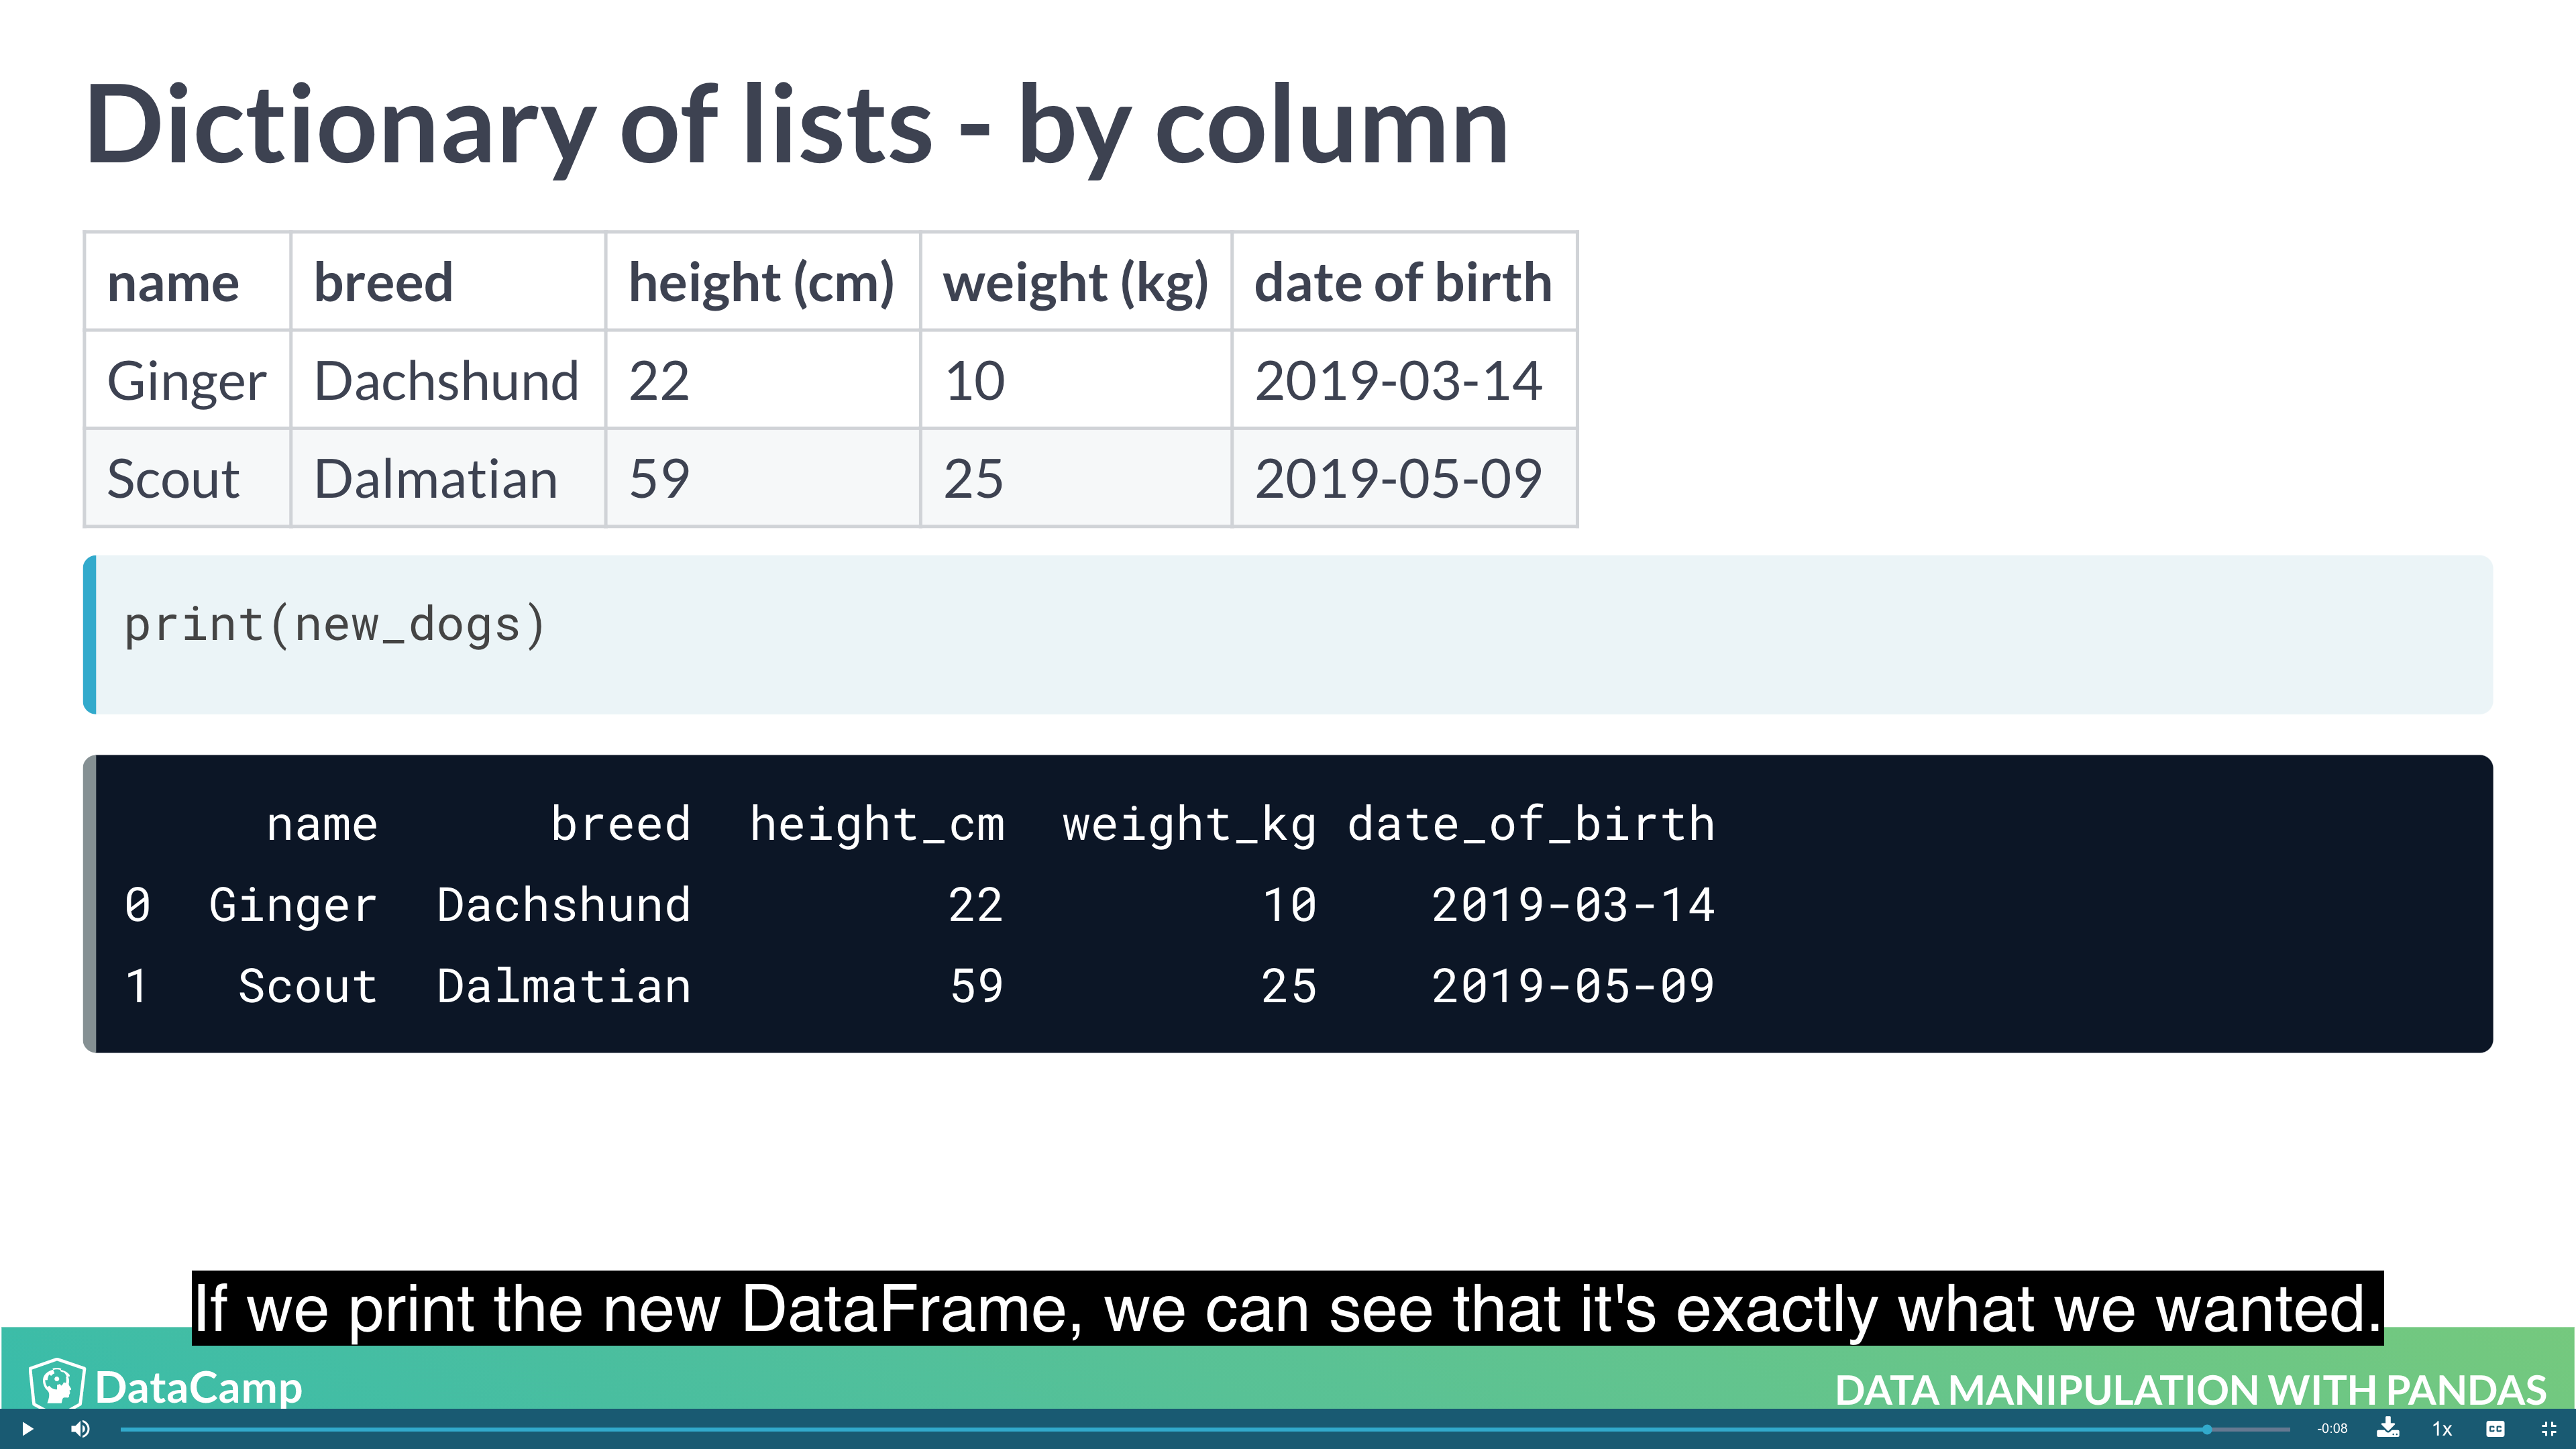 Dictionary of lists - by column
name breed height (cm) weight (kg) date of birth
Ginger Dachshund 22 10 2019-03-14
Scout Dalmatian 59 25 2019-05-09
print(new_dogs)
name breed height_cm weight_kg date_of_birth
0 Ginger Dachshund 22 10 2019-03-14
1 Scout Dalmatian 59 25 2019-05-09
If we print the new DataFrame, we can see that it's exactly what we wanted.
DataCamp DATA MANIPULATION WITH PANDAS
-0:08 1x CC